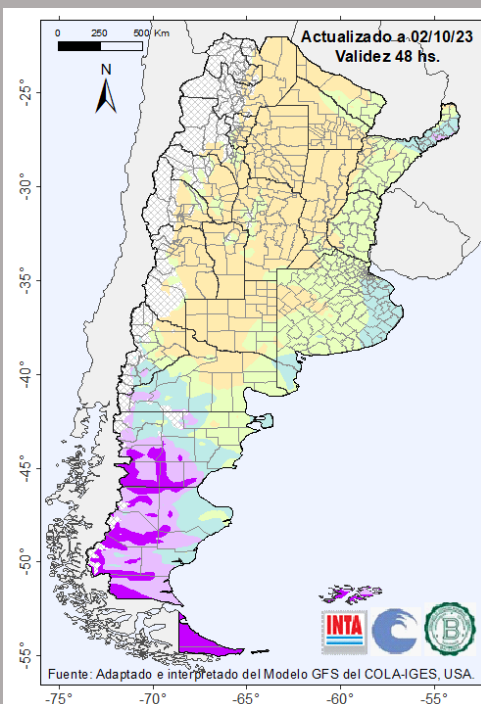 Actualizado a 02/10/23
Validez 48 hs.
0 250 500 Km
N
-25°
-30°
-35°
-40°
-45°
-50°
-55°
INTA
B
Fuente: Adaptado e interpretado del Modelo GFS del COLA-IGES, USA.
-75 -70 -65 -60 -55